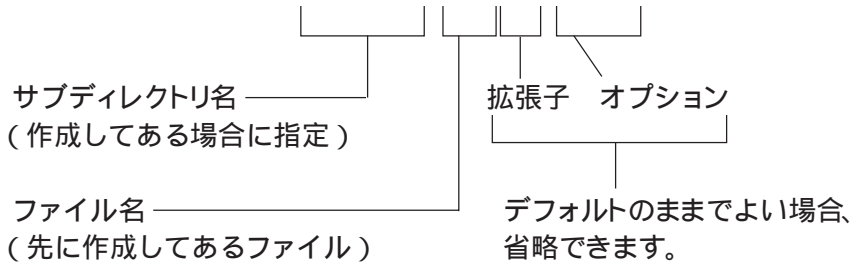 サブディレクトリ名
(作成してある場合に指定)
拡張子 オプション
ファイル名
(先に作成してあるファイル)
デフォルトのままでよい場合、
省略できます。